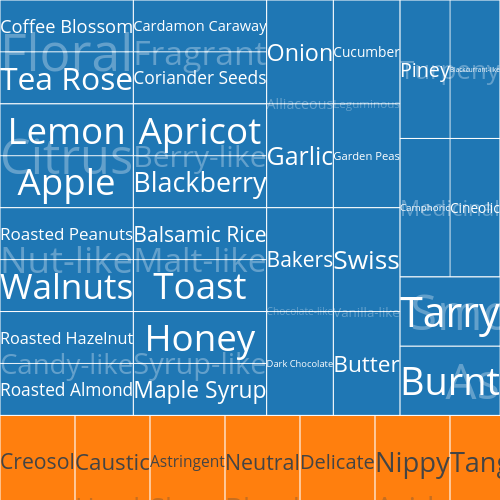 Coffee Blossom
Floral
Tea Rose
Cardamon Caraway
Fragrant
Coriander Seeds
Onion
Alliaceous
Garlic
Cucumber
Leguminous
Garden Peas
Piney
Blackcurrant-like
Turpeny
Lemon
Citrus
Apple
Apricot
Berry-like
Blackberry
Camphoric
Cineolic
Medicinal
Roasted Peanuts
Nut-like
Walnuts
Balsamic Rice
Malt-like
Toast
Bakers
Chocolate-like
Dark Chocolate
Swiss
Vanilla-like
Butter
Tarry
Burnt
Roasted Hazelnut
Candy-like
Roasted Almond
Honey
Syrup-like
Maple Syrup
Creosol
Caustic
Astringent
Neutral
Delicate
Nippy
Tang